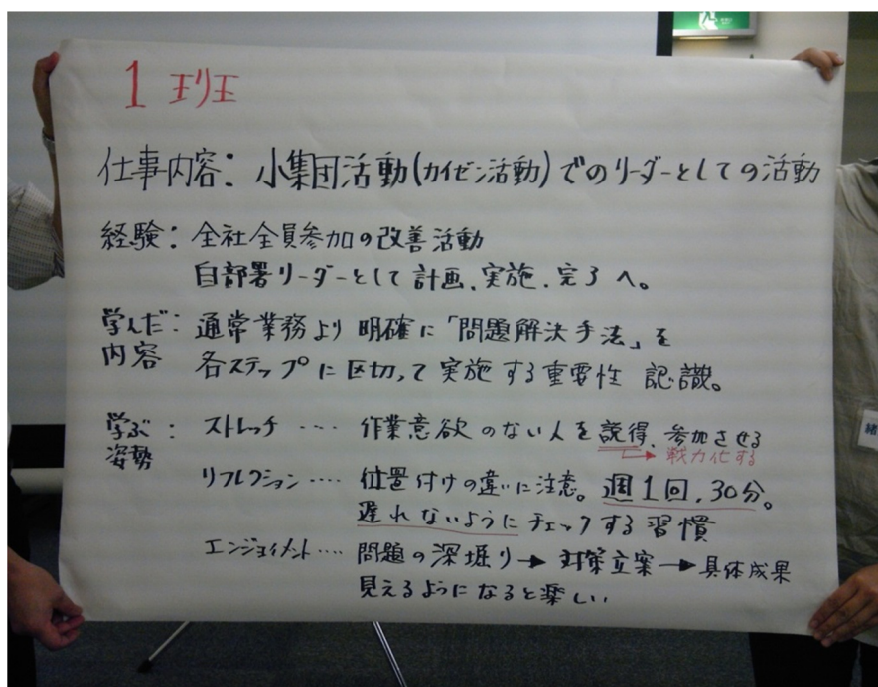 1 班
仕事内容: 小集団活動(カイゼン活動)でのリーダーとしての活動
経験: 全社全員参加の改善活動
自部署リーダーとして計画、実施、完了へ。
学んだ: 通常業務より明確に「問題解決手法」を
内容 各ステップに区切って実施する重要性 認識。
学ぶ: ストレッチ ···· 作業意欲のない人を説得、参加させる
姿勢 戦力化する
リフレクション ···· 位置付けの違いに注意。週1回、30分。
遅れないようにチェックする習慣
エンジョイメント ···· 問題の深堀り→対策立案→具体成果
見えるようになると楽しい
緒